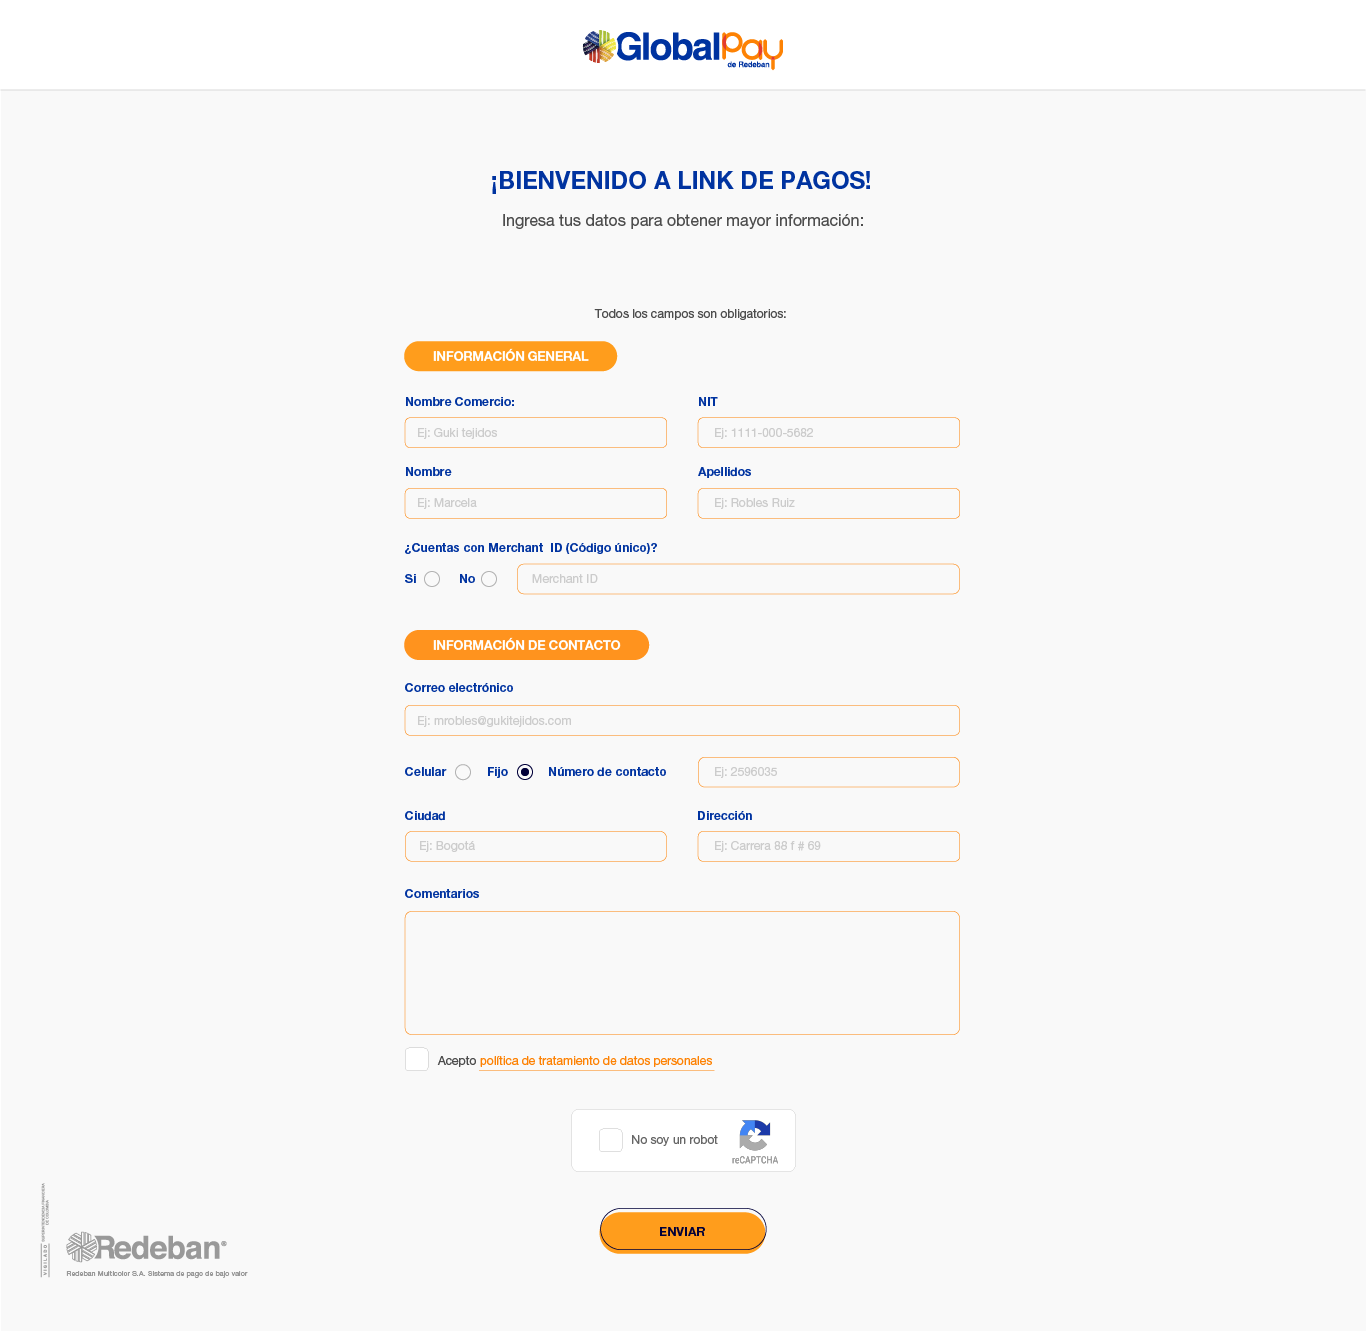 GlobalPay
de Redeban
¡BIENVENIDO A LINK DE PAGOS!
Ingresa tus datos para obtener mayor información:
Todos los campos son obligatorios:
INFORMACIÓN GENERAL
Nombre Comercio: NIT
Ej: Guki tejidos Ej: 1111-000-5682
Nombre Apellidos
Ej: Marcela Ej: Robles Ruiz
¿Cuentas con Merchant ID (Código único)?
Si No Merchant ID
INFORMACIÓN DE CONTACTO
Correo electrónico
Ej: mrobles@gukitejidos.com
Celular Fijo Número de contacto Ej: 2596035
Ciudad Dirección
Ej: Bogotá Ej: Carrera 88 f # 69
Comentarios
Acepto política de tratamiento de datos personales
No soy un robot
reCAPTCHA
ENVIAR
VIGILADO
Redeban
Redeban Multicolor S.A. Sistema de pago de bajo valor